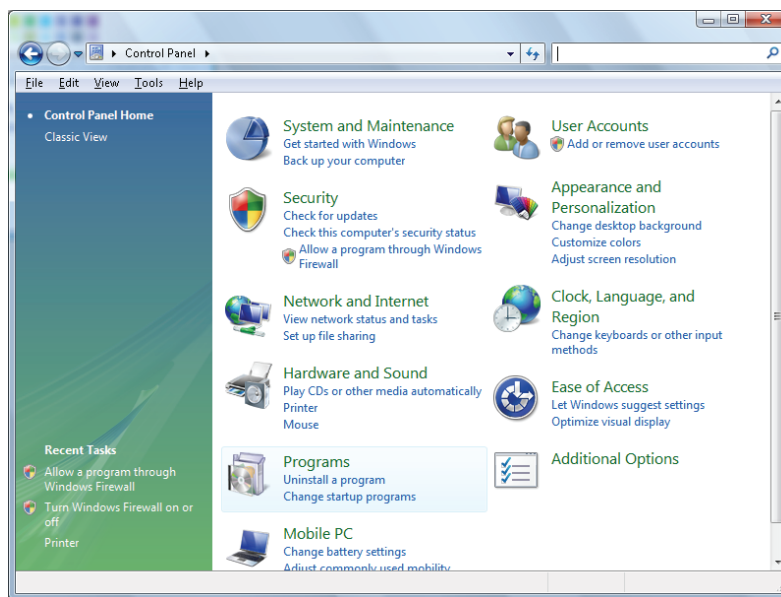 Control Panel
File Edit View Tools Help
Control Panel Home
Classic View
System and Maintenance
Get started with Windows
Back up your computer
Security
Check for updates
Check this computer's security status
Allow a program through Windows
Firewall
Network and Internet
View network status and tasks
Set up file sharing
Hardware and Sound
Play CDs or other media automatically
Printer
Mouse
Programs
Uninstall a program
Change startup programs
Mobile PC
Change battery settings
Adjust commonly used mobility
User Accounts
Add or remove user accounts
Appearance and
Personalization
Change desktop background
Customize colors
Adjust screen resolution
Clock, Language, and
Region
Change keyboards or other input
methods
Ease of Access
Let Windows suggest settings
Optimize visual display
Additional Options
Recent Tasks
Allow a program through
Windows Firewall
Turn Windows Firewall on or
off
Printer